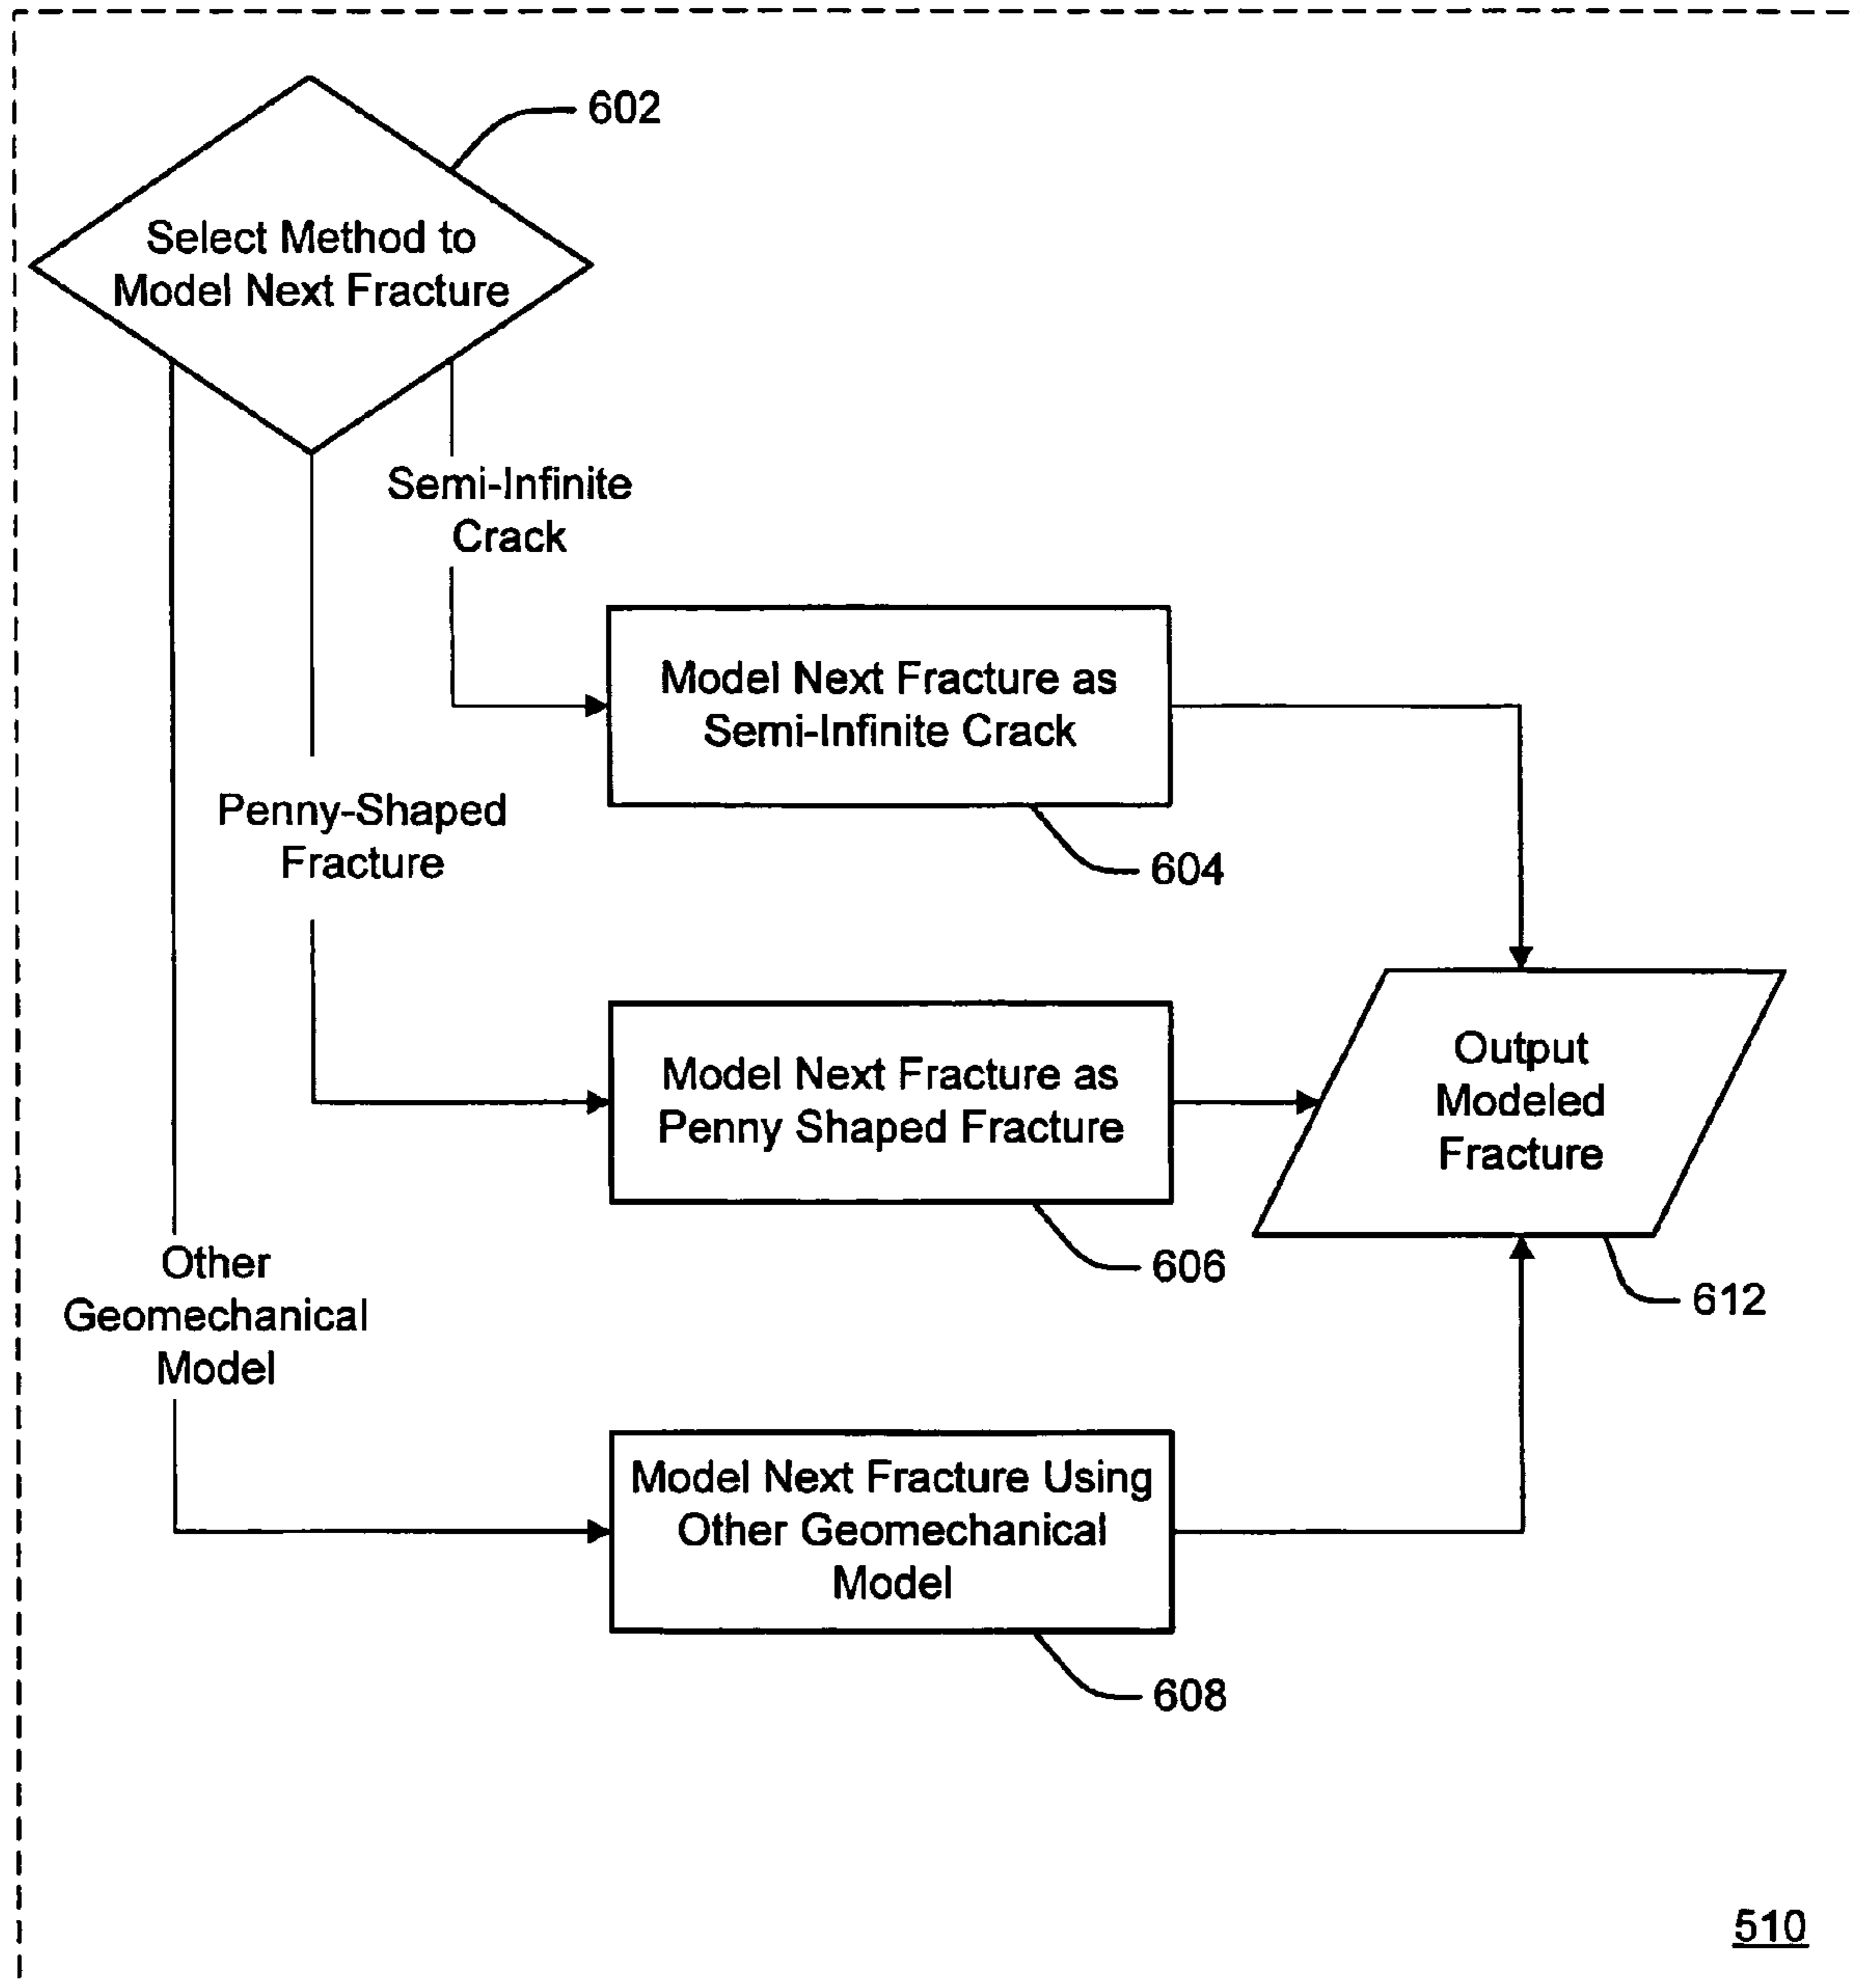 602
Select Method to
Model Next Fracture
Semi-Infinite
Crack
Model Next Fracture as
Semi-Infinite Crack
604
Penny-Shaped
Fracture
Model Next Fracture as
Penny Shaped Fracture
606
Output
Modeled
Fracture
612
Other
Geomechanical
Model
Model Next Fracture Using
Other Geomechanical
Model
608
510